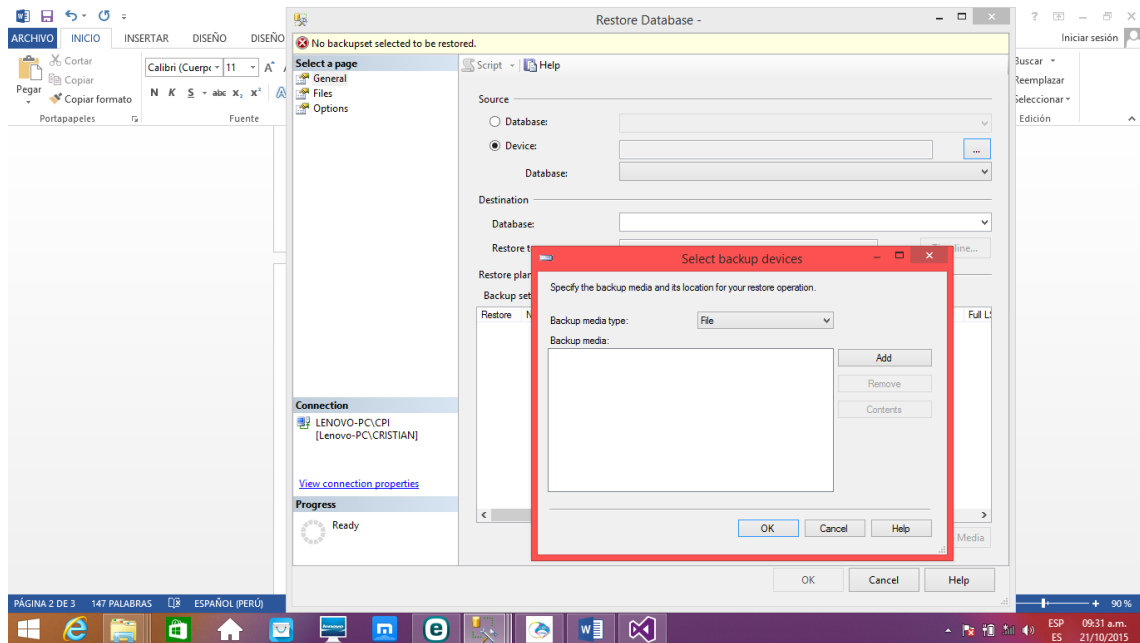 Restore Database -
? 
ARCHIVO INICIO INSERTAR DISEÑO DISEÑO
Iniciar sesión
No backupset selected to be restored.
Cortar
Copiar
Copiar formato
Pegar
Portapapeles
Calibri (Cuerpo 11 A
N K S abc X₂ X² A
Fuente
Buscar
Reemplazar
Seleccionar
Edición
Select a page
General
Files
Options
Script Help
Source
Database:
Device:
...
Database:
Destination
Database:
Restore t
Timeline...
Restore plan
Backup set
Restore N
Full LS
Select backup devices
Specify the backup media and its location for your restore operation.
Backup media type: File
Backup media:
Add
Remove
Contents
OK Cancel Help
Connection
LENOVO-PC\CPI
[Lenovo-PC\CRISTIAN]
View connection properties
Progress
Ready
Media
OK Cancel Help
PÁGINA 2 DE 3 147 PALABRAS ESPAÑOL (PERÚ)
90 %
ESP
ES
09:31 a.m.
21/10/2015